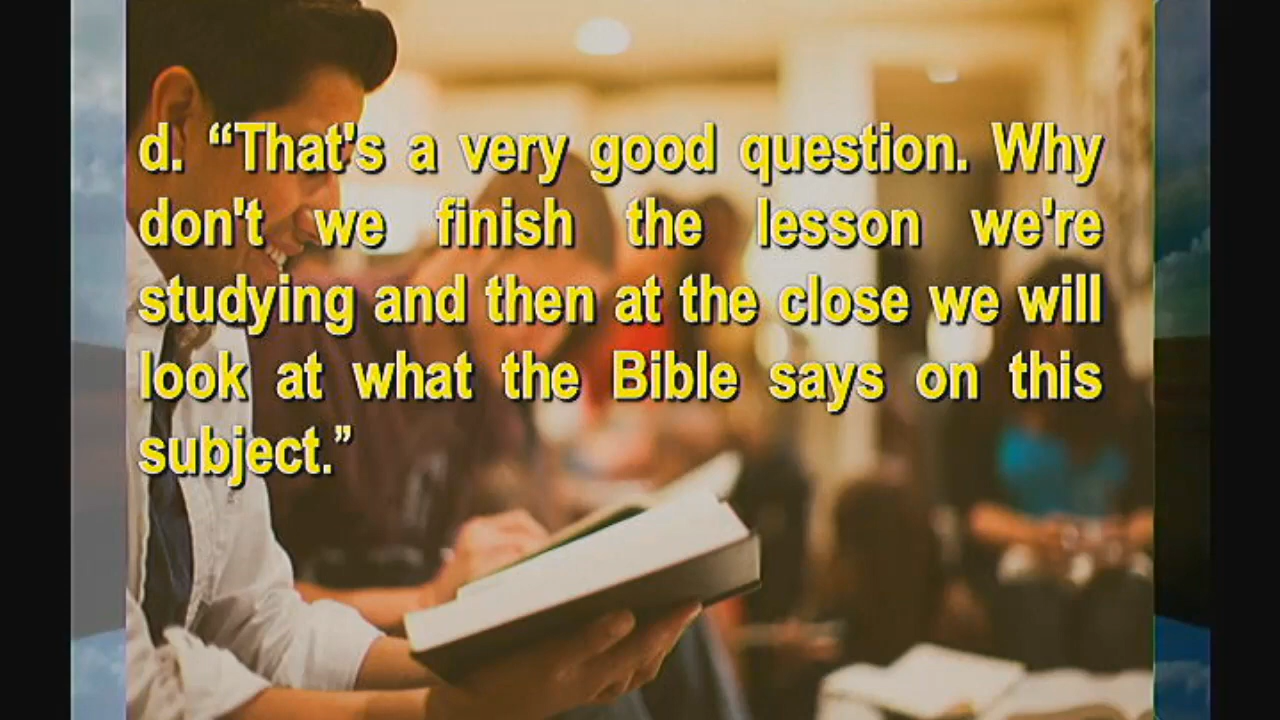 d. “That's a very good question. Why
don't we finish the lesson we're
studying and then at the close we will
look at what the Bible says on this
subject.”